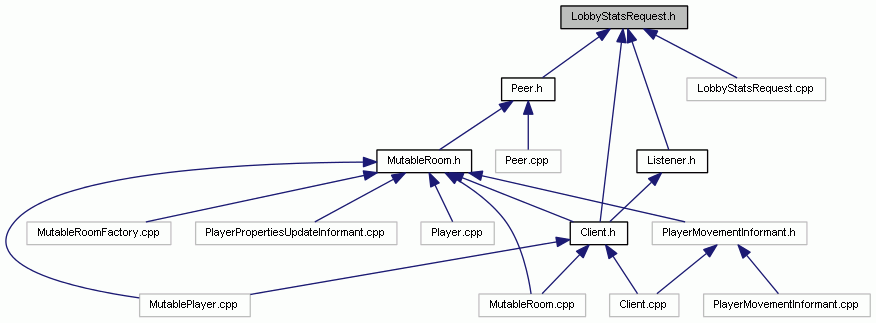 LobbyStatsRequest.h
Peer.h
LobbyStatsRequest.cpp
MutableRoom.h
Peer.cpp
Listener.h
MutableRoomFactory.cpp
PlayerPropertiesUpdateInformant.cpp
Player.cpp
Client.h
PlayerMovementInformant.h
MutablePlayer.cpp
MutableRoom.cpp
Client.cpp
PlayerMovementInformant.cpp